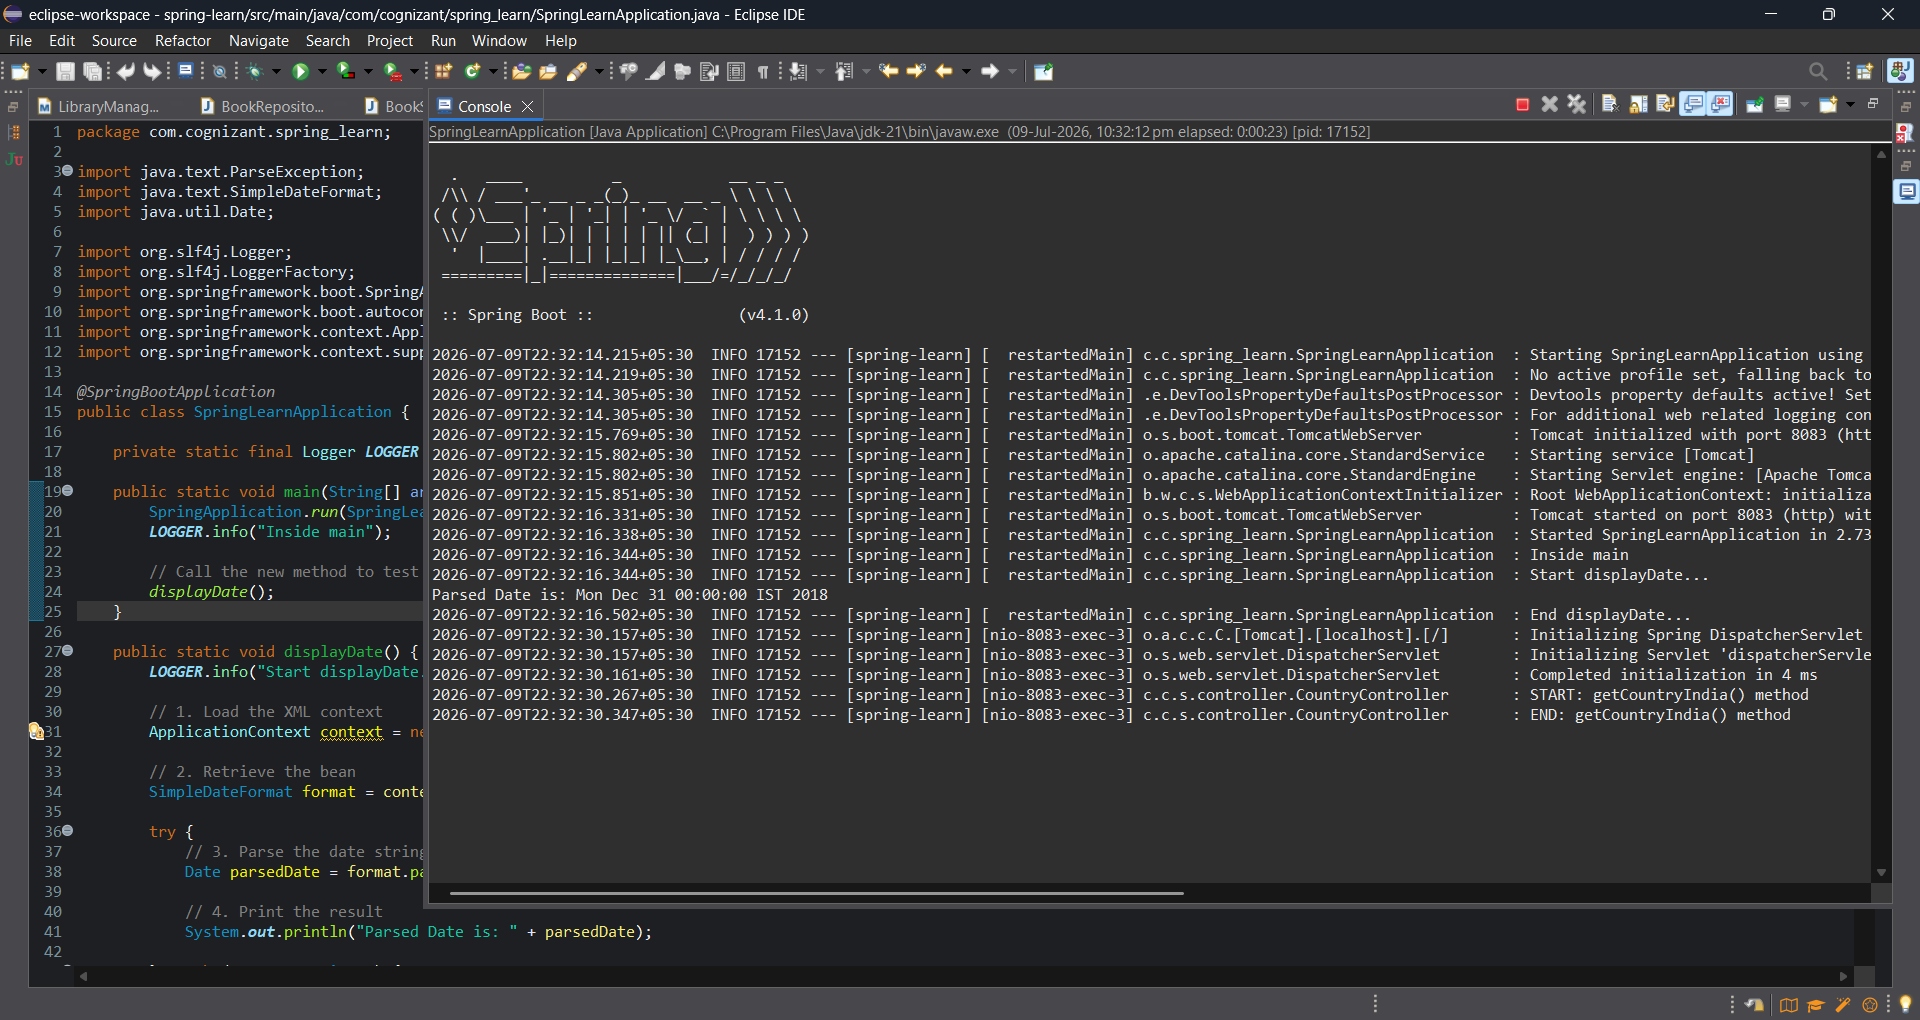 eclipse-workspace - spring-learn/src/main/java/com/cognizant/spring_learn/SpringLearnApplication.java - Eclipse IDE
File Edit Source Refactor Navigate Search Project Run Window Help
LibraryManag... BookReposito... Books Console
1 package com.cognizant.spring_learn;
2
3 import java.text.ParseException;
4 import java.text.SimpleDateFormat;
5 import java.util.Date;
6
7 import org.slf4j.Logger;
8 import org.slf4j.LoggerFactory;
9 import org.springframework.boot.SpringA
10 import org.springframework.boot.autocon
11 import org.springframework.context.Appl
12 import org.springframework.context.supp
13
14 @SpringBootApplication
15 public class SpringLearnApplication {
16
17 private static final Logger LOGGER
18
19 public static void main(String[] ar
20 SpringApplication.run(SpringLea
21 LOGGER.info("Inside main");
22
23 // Call the new method to test
24 displayDate();
25 }
26
27 public static void displayDate() {
28 LOGGER.info("Start displayDate.
29
30 // 1. Load the XML context
31 ApplicationContext context = ne
32
33 // 2. Retrieve the bean
34 SimpleDateFormat format = conte
35
36 try {
37 // 3. Parse the date string
38 Date parsedDate = format.pa
39
40 // 4. Print the result
41 System.out.println("Parsed Date is: " + parsedDate);
42
SpringLearnApplication [Java Application] C:\Program Files\Java\jdk-21\bin\javaw.exe (09-Jul-2026, 10:32:12 pm elapsed: 0:00:23) [pid: 17152]
:: Spring Boot :: (v4.1.0)
2026-07-09T22:32:14.215+05:30 INFO 17152 --- [spring-learn] [ restartedMain] c.c.spring_learn.SpringLearnApplication : Starting SpringLearnApplication using
2026-07-09T22:32:14.219+05:30 INFO 17152 --- [spring-learn] [ restartedMain] c.c.spring_learn.SpringLearnApplication : No active profile set, falling back to
2026-07-09T22:32:14.305+05:30 INFO 17152 --- [spring-learn] [ restartedMain] .e.DevToolsPropertyDefaultsPostProcessor : Devtools property defaults active! Set
2026-07-09T22:32:14.305+05:30 INFO 17152 --- [spring-learn] [ restartedMain] .e.DevToolsPropertyDefaultsPostProcessor : For additional web related logging con
2026-07-09T22:32:15.769+05:30 INFO 17152 --- [spring-learn] [ restartedMain] o.s.boot.tomcat.TomcatWebServer : Tomcat initialized with port 8083 (htt
2026-07-09T22:32:15.802+05:30 INFO 17152 --- [spring-learn] [ restartedMain] o.apache.catalina.core.StandardService : Starting service [Tomcat]
2026-07-09T22:32:15.802+05:30 INFO 17152 --- [spring-learn] [ restartedMain] o.apache.catalina.core.StandardEngine : Starting Servlet engine: [Apache Tomca
2026-07-09T22:32:15.851+05:30 INFO 17152 --- [spring-learn] [ restartedMain] b.w.c.s.WebApplicationContextInitializer : Root WebApplicationContext: initializa
2026-07-09T22:32:16.331+05:30 INFO 17152 --- [spring-learn] [ restartedMain] o.s.boot.tomcat.TomcatWebServer : Tomcat started on port 8083 (http) wit
2026-07-09T22:32:16.338+05:30 INFO 17152 --- [spring-learn] [ restartedMain] c.c.spring_learn.SpringLearnApplication : Started SpringLearnApplication in 2.73
2026-07-09T22:32:16.344+05:30 INFO 17152 --- [spring-learn] [ restartedMain] c.c.spring_learn.SpringLearnApplication : Inside main
2026-07-09T22:32:16.344+05:30 INFO 17152 --- [spring-learn] [ restartedMain] c.c.spring_learn.SpringLearnApplication : Start displayDate...
Parsed Date is: Mon Dec 31 00:00:00 IST 2018
2026-07-09T22:32:16.502+05:30 INFO 17152 --- [spring-learn] [ restartedMain] c.c.spring_learn.SpringLearnApplication : End displayDate...
2026-07-09T22:32:30.157+05:30 INFO 17152 --- [spring-learn] [nio-8083-exec-3] o.a.c.c.C.[Tomcat].[localhost].[/] : Initializing Spring DispatcherServlet
2026-07-09T22:32:30.157+05:30 INFO 17152 --- [spring-learn] [nio-8083-exec-3] o.s.web.servlet.DispatcherServlet : Initializing Servlet 'dispatcherServle
2026-07-09T22:32:30.161+05:30 INFO 17152 --- [spring-learn] [nio-8083-exec-3] o.s.web.servlet.DispatcherServlet : Completed initialization in 4 ms
2026-07-09T22:32:30.267+05:30 INFO 17152 --- [spring-learn] [nio-8083-exec-3] c.c.s.controller.CountryController : START: getCountryIndia() method
2026-07-09T22:32:30.347+05:30 INFO 17152 --- [spring-learn] [nio-8083-exec-3] c.c.s.controller.CountryController : END: getCountryIndia() method